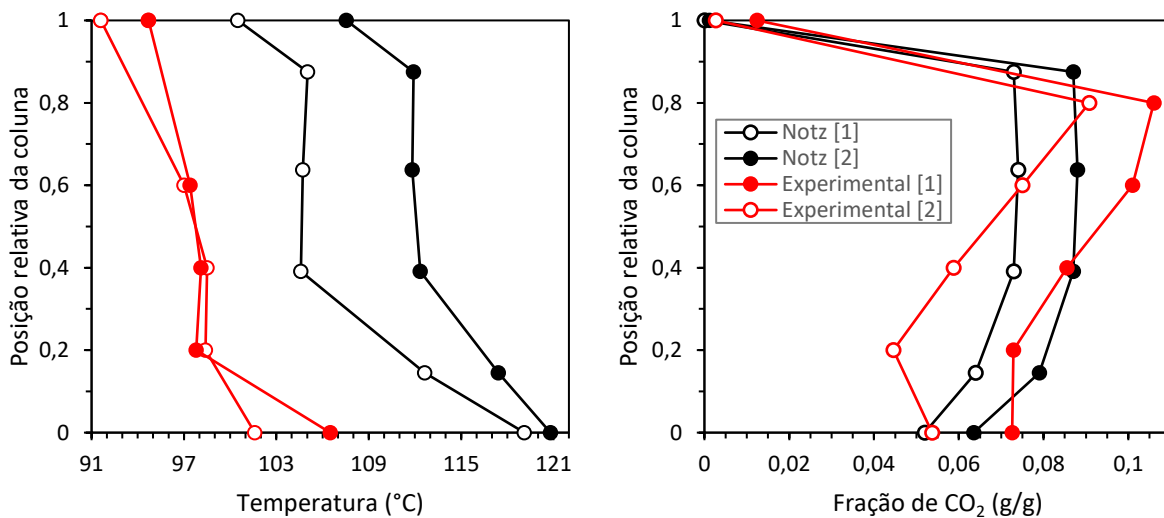 Posição relativa da coluna
1
0,8
0,6
0,4
0,2
0
91 97 103 109 115 121
Temperatura (°C)
Posição relativa da coluna
1
0,8
0,6
0,4
0,2
0
Notz [1]
Notz [2]
Experimental [1]
Experimental [2]
0 0,02 0,04 0,06 0,08 0,1
Fração de CO₂ (g/g)